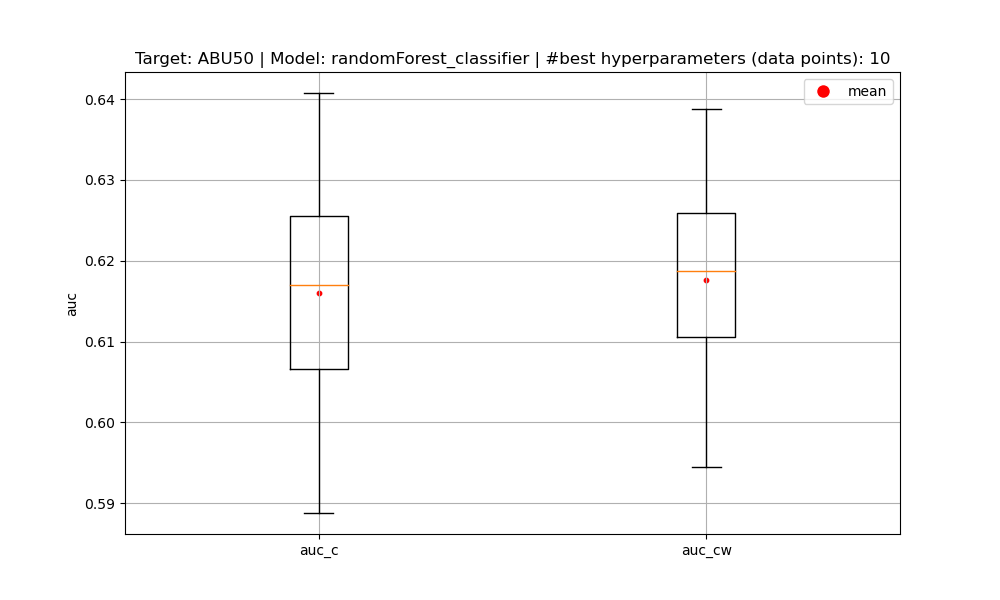 Target: ABU50 | Model: randomForest_classifier | #best hyperparameters (data points): 10
mean
0.64
0.63
0.62
0.61
0.60
0.59
auc
auc_c
auc_cw